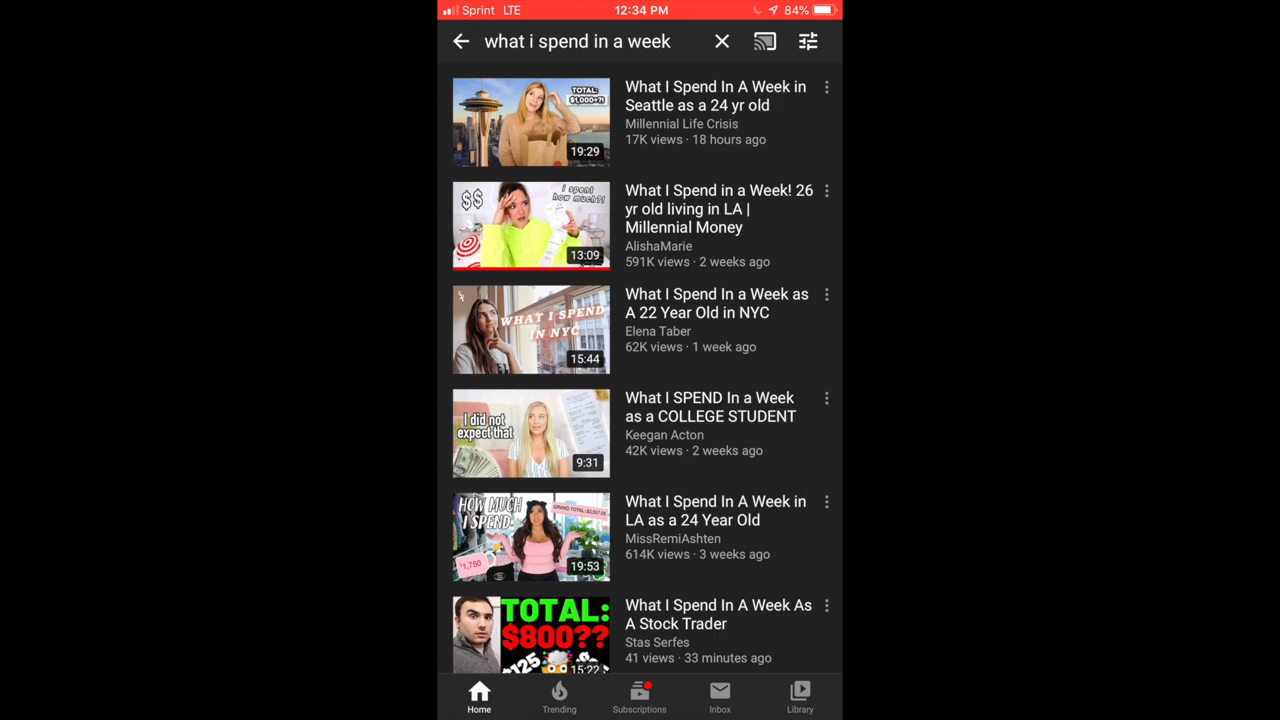 Sprint LTE
12:34 PM
84%
what i spend in a week
TOTAL:
$1,000+?!
19:29
What I Spend In A Week in
Seattle as a 24 yr old
Millennial Life Crisis
17K views · 18 hours ago
$$
I spent
how much?!
13:09
What I Spend in a Week! 26
yr old living in LA |
Millennial Money
AlishaMarie
591K views · 2 weeks ago
WHAT I SPEND
IN NYC
15:44
What I Spend In a Week as
A 22 Year Old in NYC
Elena Taber
62K views · 1 week ago
I did not
expect that
9:31
What I SPEND In a Week
as a COLLEGE STUDENT
Keegan Acton
42K views · 2 weeks ago
HOW MUCH
I SPEND
$1,750
19:53
What I Spend In A Week in
LA as a 24 Year Old
MissRemiAshten
614K views · 3 weeks ago
TOTAL:
$800??
$125
15:22
What I Spend In A Week As
A Stock Trader
Stas Serfes
41 views · 33 minutes ago
Home
Trending
Subscriptions
Inbox
Library